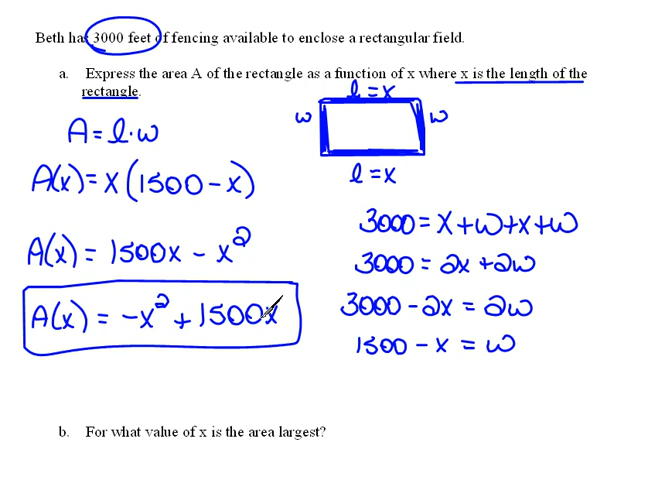 Beth has 3000 feet of fencing available to enclose a rectangular field.
a. Express the area A of the rectangle as a function of x where x is the length of the
rectangle.
l = x
w
w
l = x
A = l·w
A(x) = x(1500 - x)
A(x) = 1500x - x²
A(x) = -x² + 1500x
3000 = x+w+x+w
3000 = 2x + 2w
3000 - 2x = 2w
1500 - x = w
b. For what value of x is the area largest?